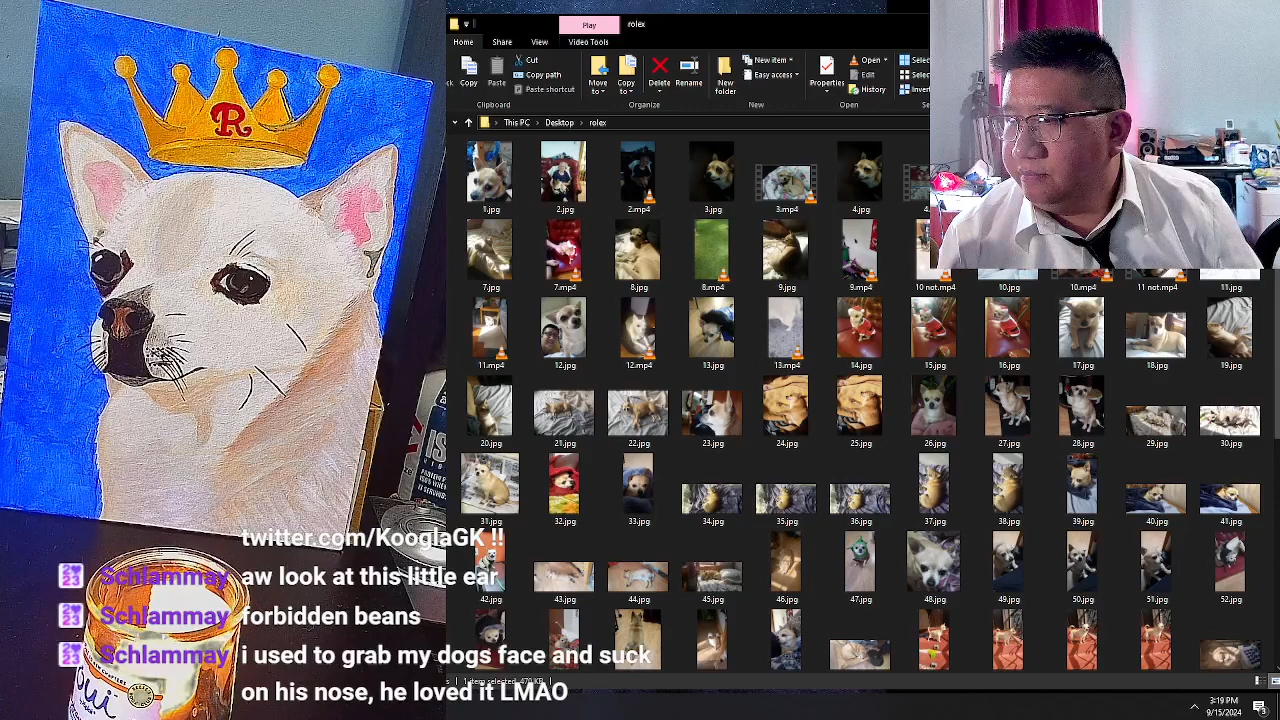 Play
rolex
Home
Share
View
Video Tools
Copy
Paste
Cut
Copy path
Paste shortcut
Move to
Copy to
Delete
Rename
New folder
New item
Easy access
Properties
Open
Edit
History
Clipboard
Organize
New
Open
This PC > Desktop > rolex
1.jpg 2.jpg 2.mp4 3.jpg 3.mp4 4.jpg
7.jpg 7.mp4 8.jpg 8.mp4 9.jpg 9.mp4 10 not.mp4 10.jpg 10.mp4 11 not.mp4 11.jpg
11.mp4 12.jpg 12.mp4 13.jpg 13.mp4 14.jpg 15.jpg 16.jpg 17.jpg 18.jpg 19.jpg
20.jpg 21.jpg 22.jpg 23.jpg 24.jpg 25.jpg 26.jpg 27.jpg 28.jpg 29.jpg 30.jpg
31.jpg 32.jpg 33.jpg 34.jpg 35.jpg 36.jpg 37.jpg 38.jpg 39.jpg 40.jpg 41.jpg
42.jpg 43.jpg 44.jpg 45.jpg 46.jpg 47.jpg 48.jpg 49.jpg 50.jpg 51.jpg 52.jpg
1 item selected
R
twitter.com/KooglaGK !!
Schlammay aw look at this little ear
Schlammay forbidden beans
Schlammay i used to grab my dogs face and suck
on his nose, he loved it LMAO
oui
3:19 PM
9/15/2024